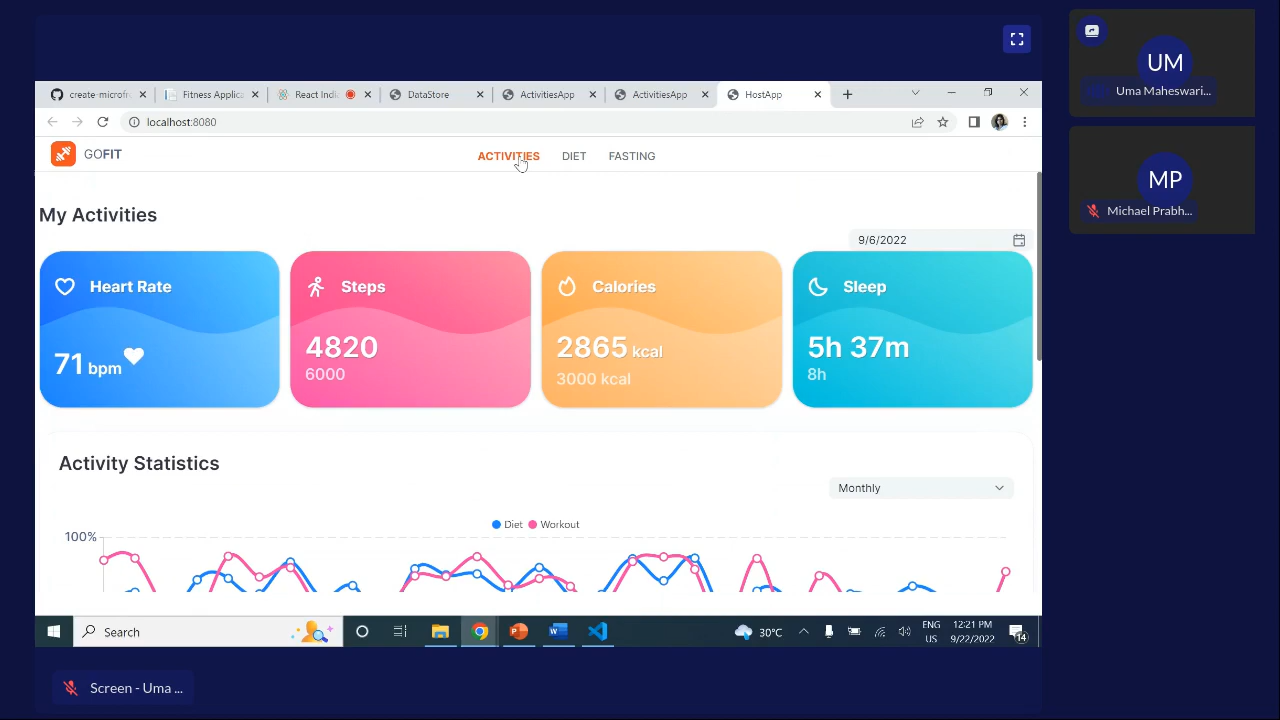 create-microfr
Fitness Applica
React Indi
DataStore
ActivitiesApp
ActivitiesApp
HostApp
localhost:8080
GOFIT
ACTIVITIES
DIET
FASTING
My Activities
9/6/2022
Heart Rate
71 bpm
Steps
4820
6000
Calories
2865 kcal
3000 kcal
Sleep
5h 37m
8h
Activity Statistics
Monthly
Diet
Workout
100%
Search
30°C
ENG
US
12:21 PM
9/22/2022
14
Screen - Uma ...
UM
Uma Maheswari...
MP
Michael Prabh...